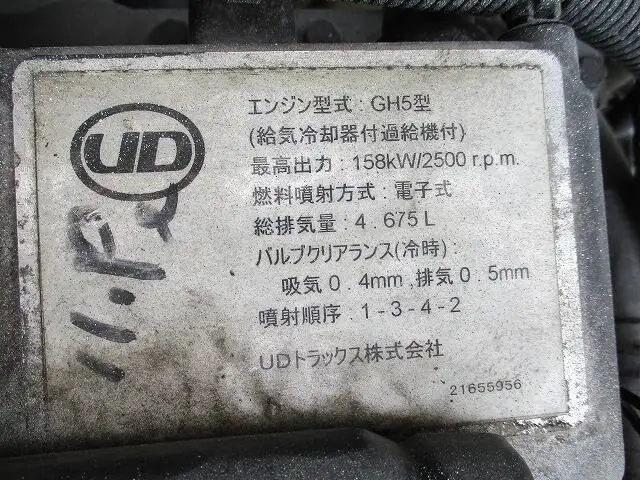 UD
エンジン型式 : GH5型
(給気冷却器付過給機付)
最高出力 : 158kW/2500 r.p.m.
燃料噴射方式 : 電子式
総排気量 : 4.675L
バルブクリアランス(冷時) :
吸気 0.4mm , 排気 0.5mm
噴射順序 : 1-3-4-2
UDトラックス株式会社
21655956